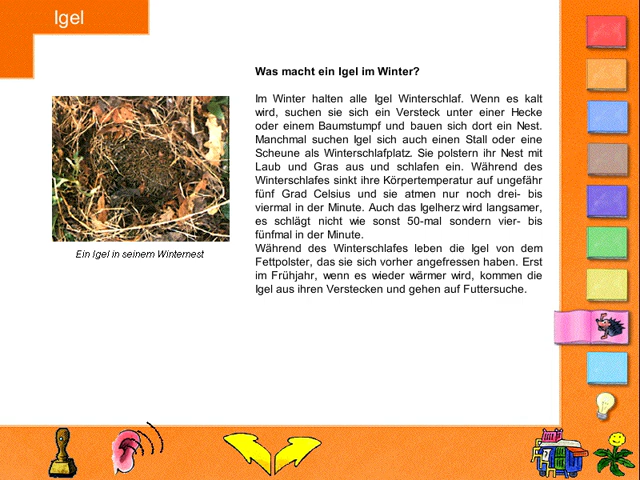 Igel
Was macht ein Igel im Winter?
Im Winter halten alle Igel Winterschlaf. Wenn es kalt
wird, suchen sie sich ein Versteck unter einer Hecke
oder einem Baumstumpf und bauen sich dort ein Nest.
Manchmal suchen Igel sich auch einen Stall oder eine
Scheune als Winterschlafplatz. Sie polstern ihr Nest mit
Laub und Gras aus und schlafen ein. Während des
Winterschlafes sinkt ihre Körpertemperatur auf ungefähr
fünf Grad Celsius und sie atmen nur noch drei- bis
viermal in der Minute. Auch das Igelherz wird langsamer,
es schlägt nicht wie sonst 50-mal sondern vier- bis
fünfmal in der Minute.
Während des Winterschlafes leben die Igel von dem
Fettpolster, das sie sich vorher angefressen haben. Erst
im Frühjahr, wenn es wieder wärmer wird, kommen die
Igel aus ihren Verstecken und gehen auf Futtersuche.
Ein Igel in seinem Winternest